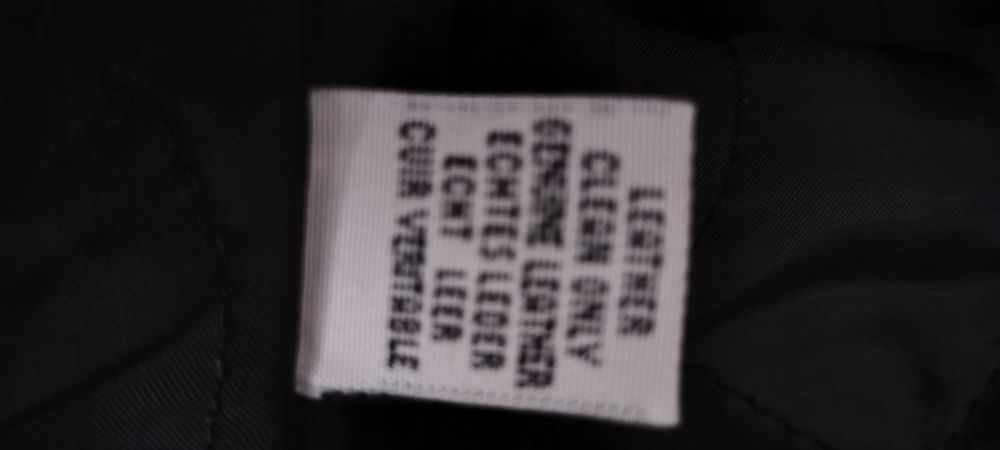 LEATHER
CLEAN ONLY
GENUINE LEATHER
ECHTES LEDER
ECHT LEER
CUIR VERITABLE